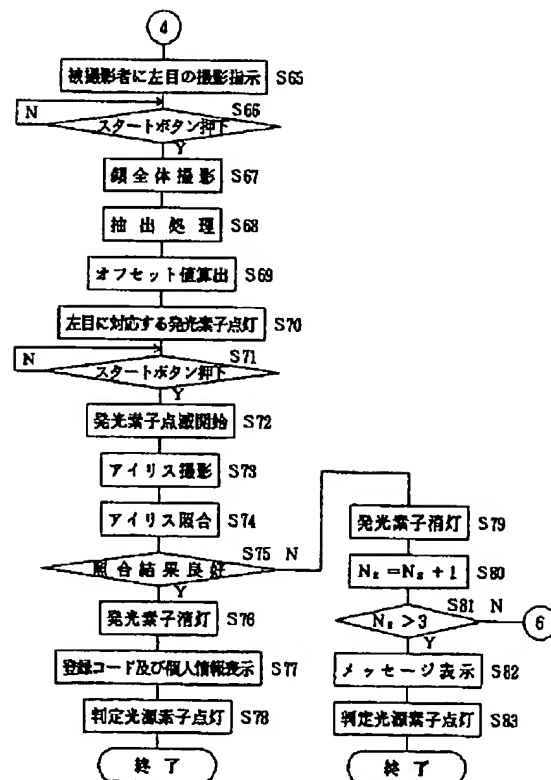 4
被撮影者に左目の撮影指示 S65
N S66
スタートボタン押下
Y
顔全体撮影 S67
抽出処理 S68
オフセット値算出 S69
左目に対応する発光素子点灯 S70
N S71
スタートボタン押下
Y
発光素子点滅開始 S72
アイリス撮影 S73
アイリス照合 S74
S75 N
照合結果良好
Y
発光素子消灯 S76
登録コード及び個人情報表示 S77
判定光源素子点灯 S78
終了
発光素子消灯 S79
N₂=N₂+1 S80
S81 N
N₂>3
6
Y
メッセージ表示 S82
判定光源素子点灯 S83
終了